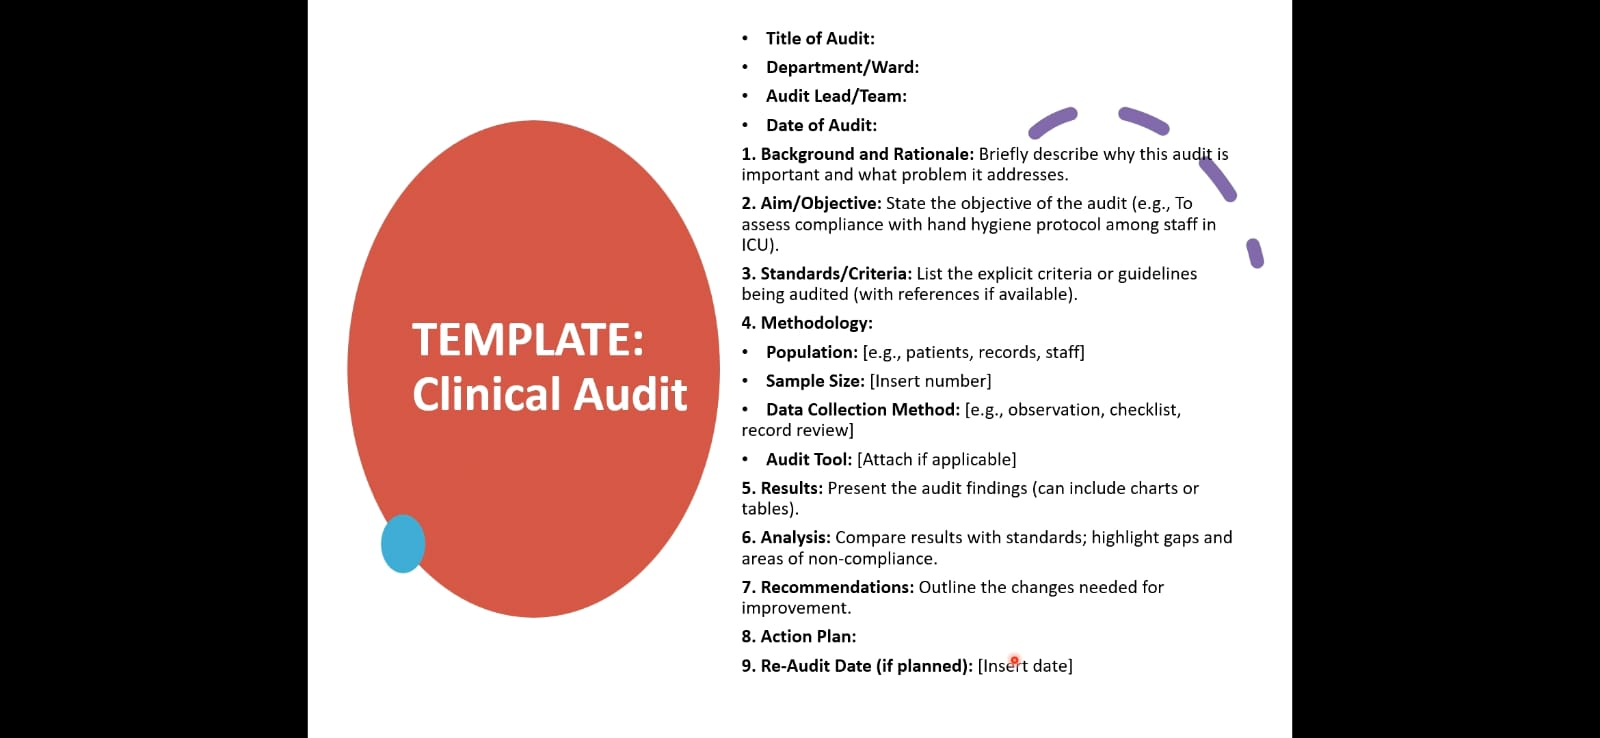 TEMPLATE:
Clinical Audit
• Title of Audit:
• Department/Ward:
• Audit Lead/Team:
• Date of Audit:
1. Background and Rationale: Briefly describe why this audit is
important and what problem it addresses.
2. Aim/Objective: State the objective of the audit (e.g., To
assess compliance with hand hygiene protocol among staff in
ICU).
3. Standards/Criteria: List the explicit criteria or guidelines
being audited (with references if available).
4. Methodology:
• Population: [e.g., patients, records, staff]
• Sample Size: [Insert number]
• Data Collection Method: [e.g., observation, checklist,
record review]
• Audit Tool: [Attach if applicable]
5. Results: Present the audit findings (can include charts or
tables).
6. Analysis: Compare results with standards; highlight gaps and
areas of non-compliance.
7. Recommendations: Outline the changes needed for
improvement.
8. Action Plan:
9. Re-Audit Date (if planned): [Insert date]